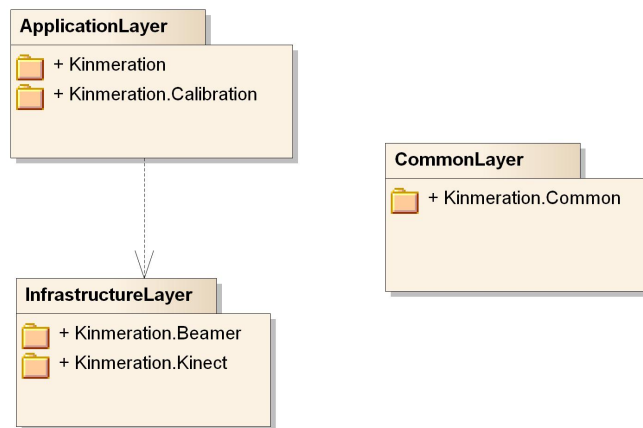 ApplicationLayer
+ Kinmeration
+ Kinmeration.Calibration
CommonLayer
+ Kinmeration.Common
InfrastructureLayer
+ Kinmeration.Beamer
+ Kinmeration.Kinect